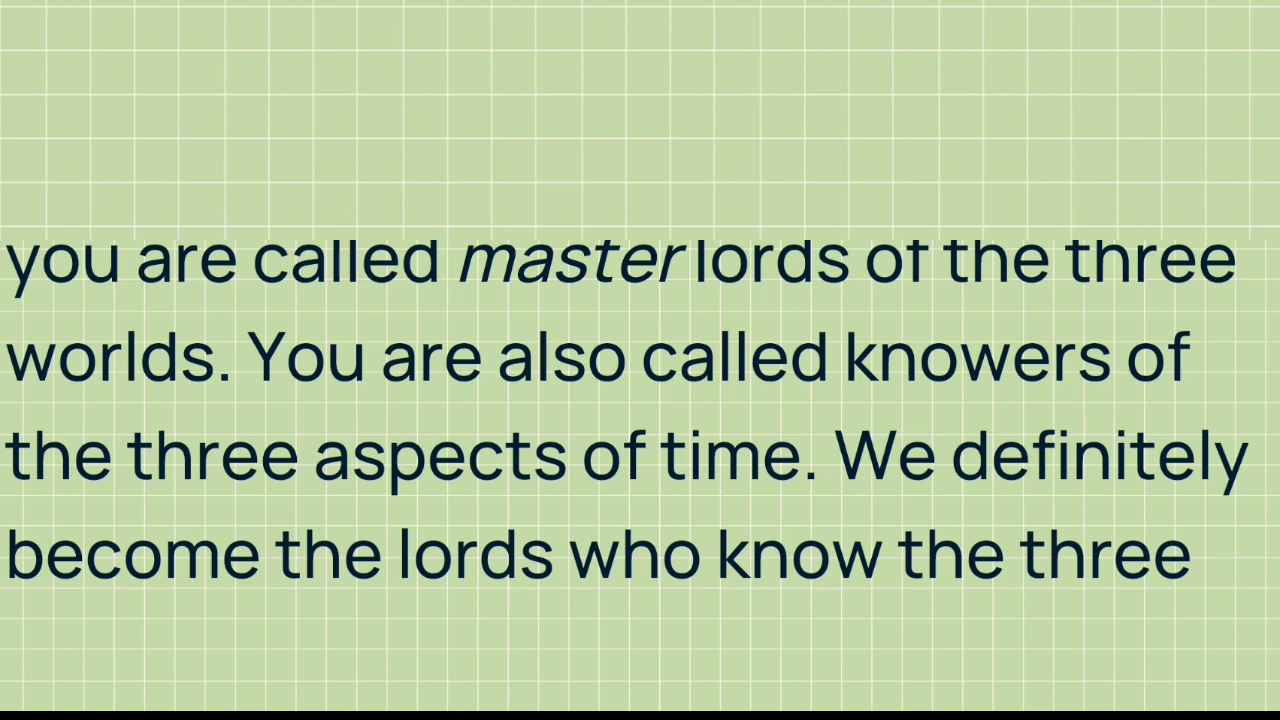 you are called master lords of the three
worlds. You are also called knowers of
the three aspects of time. We definitely
become the lords who know the three